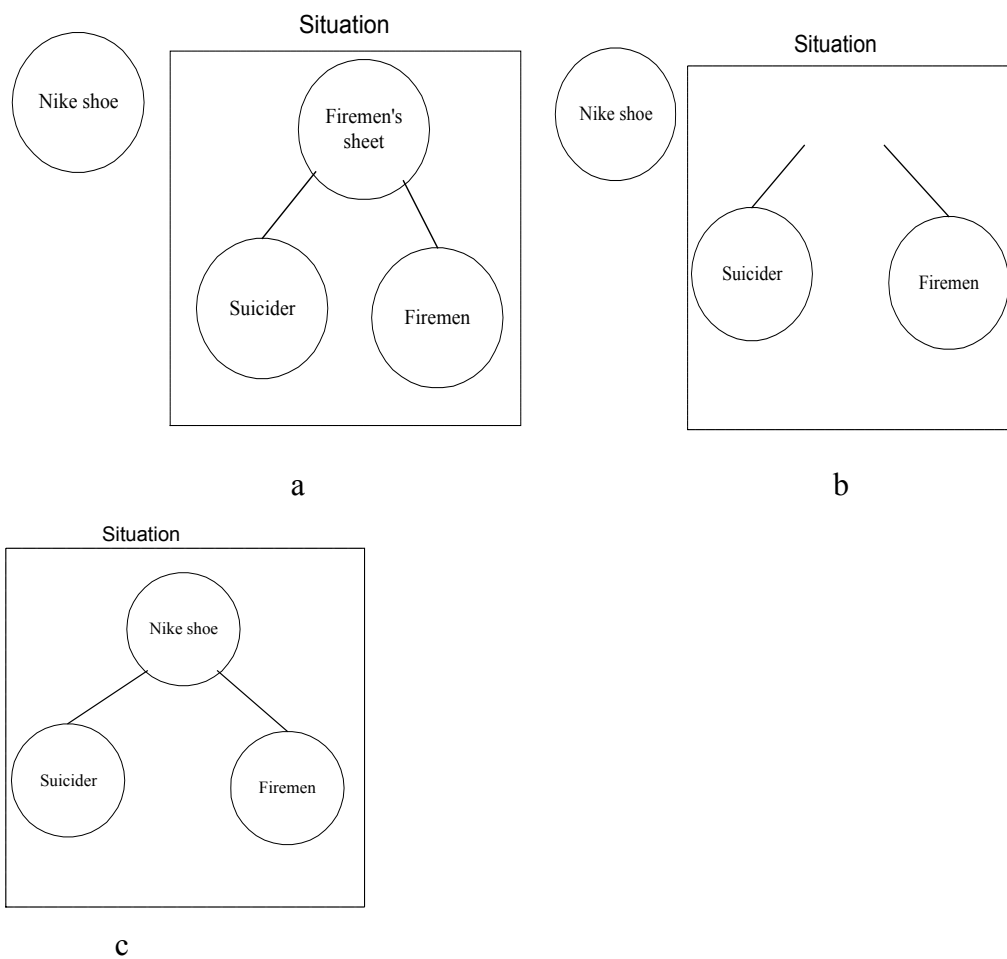 Situation
Nike shoe
Firemen's
sheet
Suicider
Firemen
a
Situation
Nike shoe
Suicider
Firemen
b
Situation
Nike shoe
Suicider
Firemen
c